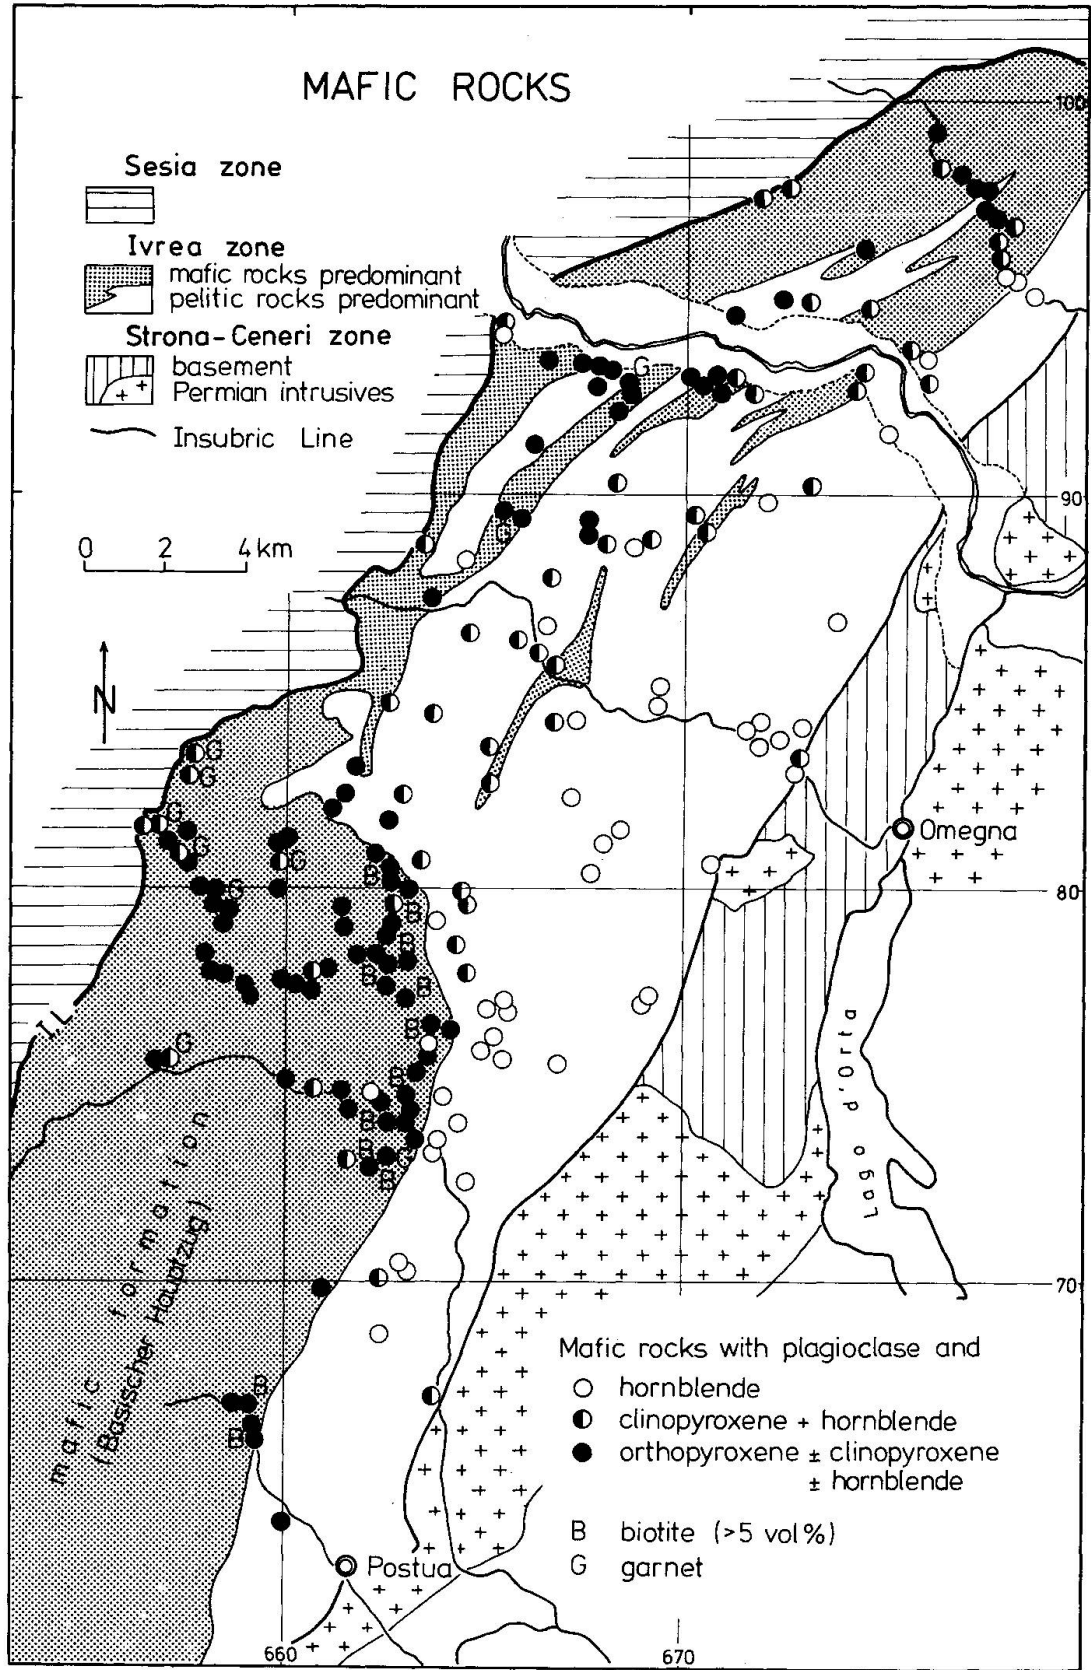 MAFIC ROCKS
100
Sesia zone
Ivrea zone
mafic rocks predominant
pelitic rocks predominant
Strona-Ceneri zone
basement
+ Permian intrusives
Insubric Line
G
90
G
0 2 4 km
N
G
G
G
G
G
G
Omegna
B
80
B
B
B
B
I.L.
B
G
B
B
B
G
B
Lago d'Orta
mafic formation
(Basischer Hauptzug)
70
Mafic rocks with plagioclase and
hornblende
clinopyroxene + hornblende
orthopyroxene ± clinopyroxene
± hornblende
B
B
B biotite (>5 vol%)
G garnet
Postua
660
670